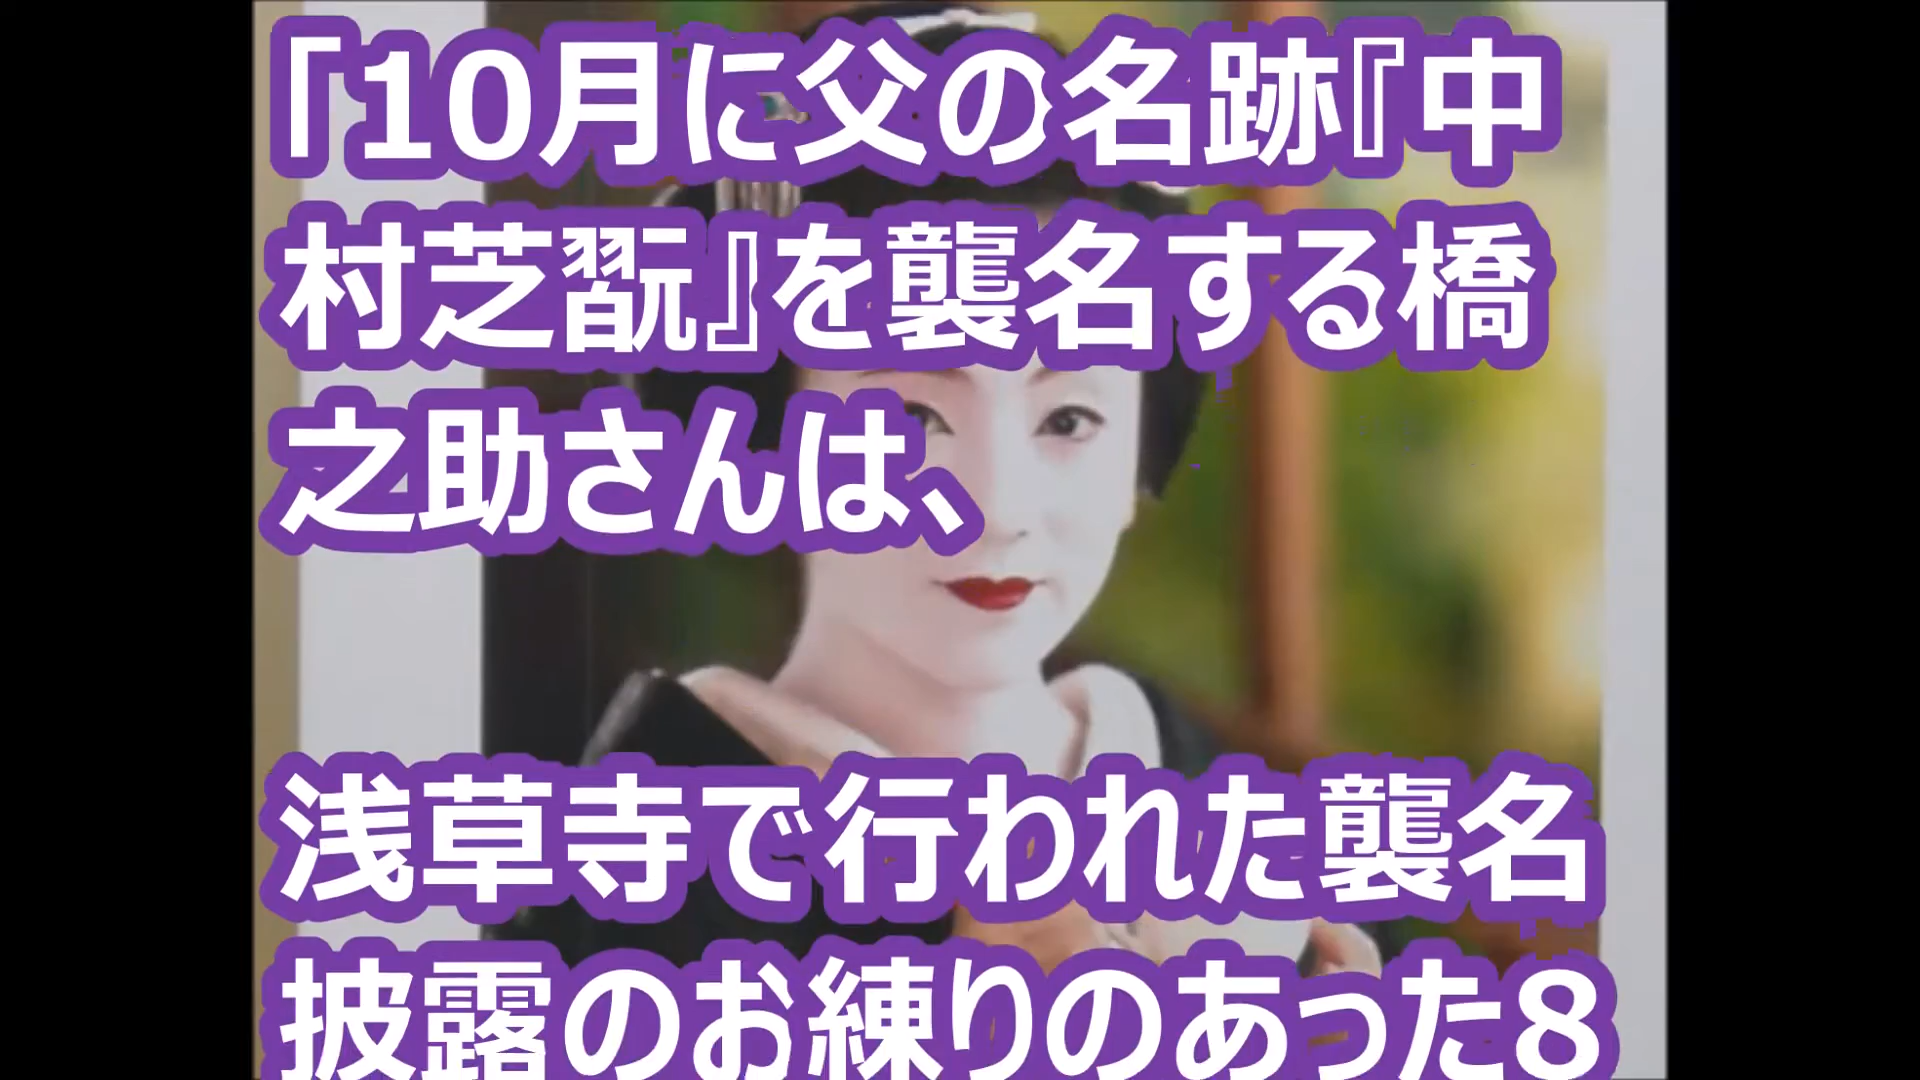 「10月に父の名跡『中
村芝翫』を襲名する橋
之助さんは、
浅草寺で行われた襲名
披露のお練りのあった8